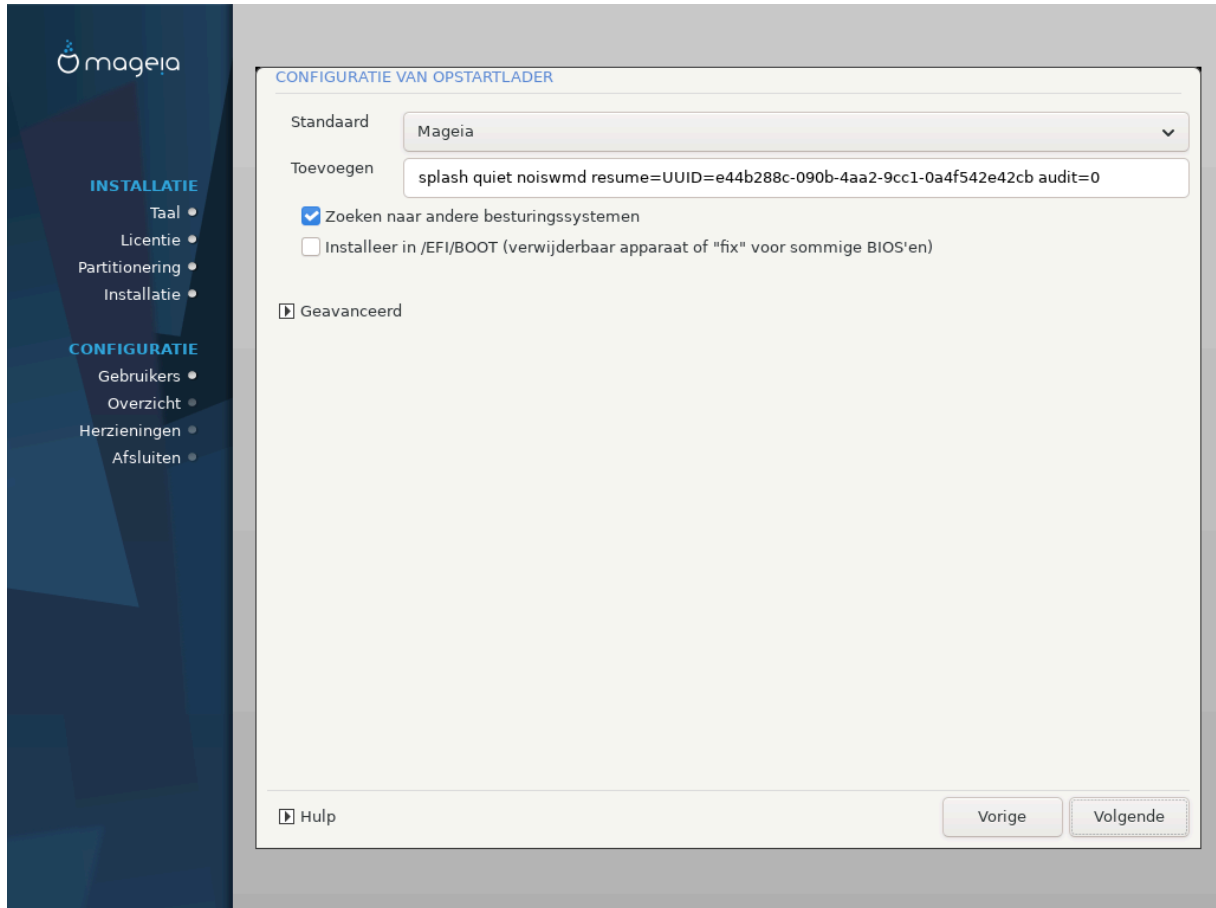 mageia
INSTALLATIE
Taal
Licentie
Partitionering
Installatie
CONFIGURATIE
Gebruikers
Overzicht
Herzieningen
Afsluiten
CONFIGURATIE VAN OPSTARTLADER
Standaard
Mageia
Toevoegen
splash quiet noiswmd resume=UUID=e44b288c-090b-4aa2-9cc1-0a4f542e42cb audit=0
Zoeken naar andere besturingssystemen
Installeer in /EFI/BOOT (verwijderbaar apparaat of "fix" voor sommige BIOS'en)
Geavanceerd
Hulp
Vorige
Volgende